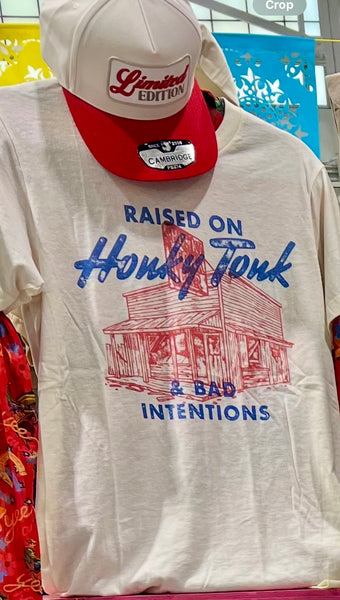 Crop
Limited
EDITION
CAMBRIDGE
RAISED ON
Honky Tonk
& BAD
INTENTIONS